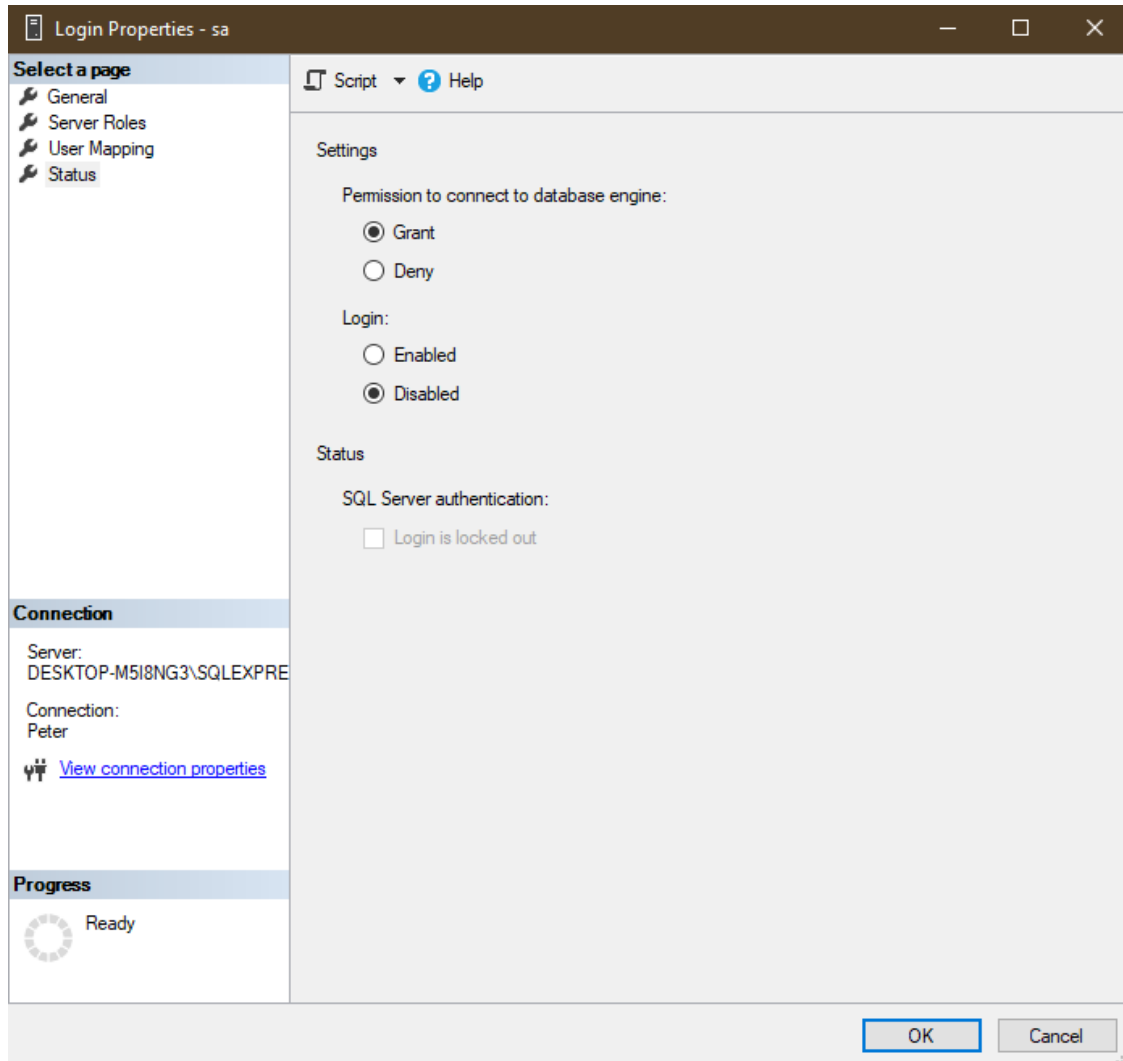 Login Properties - sa
Select a page
General
Server Roles
User Mapping
Status
Script
Help
Settings
Permission to connect to database engine:
Grant
Deny
Login:
Enabled
Disabled
Status
SQL Server authentication:
Login is locked out
Connection
Server:
DESKTOP-M5I8NG3\SQLEXPRE
Connection:
Peter
View connection properties
Progress
Ready
OK
Cancel